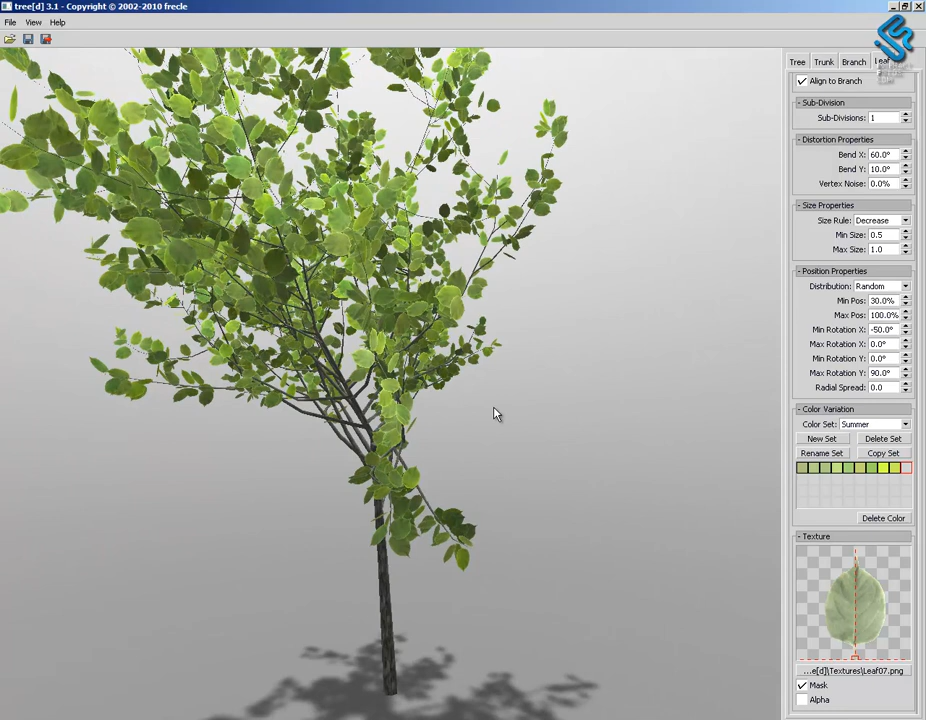 tree[d] 3.1 - Copyright © 2002-2010 frecle
File View Help
Tree Trunk Branch Leaf
Align to Branch
- Sub-Division
Sub-Divisions: 1
- Distortion Properties
Bend X: 60.0°
Bend Y: 10.0°
Vertex Noise: 0.0%
- Size Properties
Size Rule: Decrease
Min Size: 0.5
Max Size: 1.0
- Position Properties
Distribution: Random
Min Pos: 30.0%
Max Pos: 100.0%
Min Rotation X: -50.0°
Max Rotation X: 0.0°
Min Rotation Y: 0.0°
Max Rotation Y: 90.0°
Radial Spread: 0.0
- Color Variation
Color Set: Summer
New Set Delete Set
Rename Set Copy Set
Delete Color
- Texture
...e[d]\Textures\Leaf07.png
Mask
Alpha